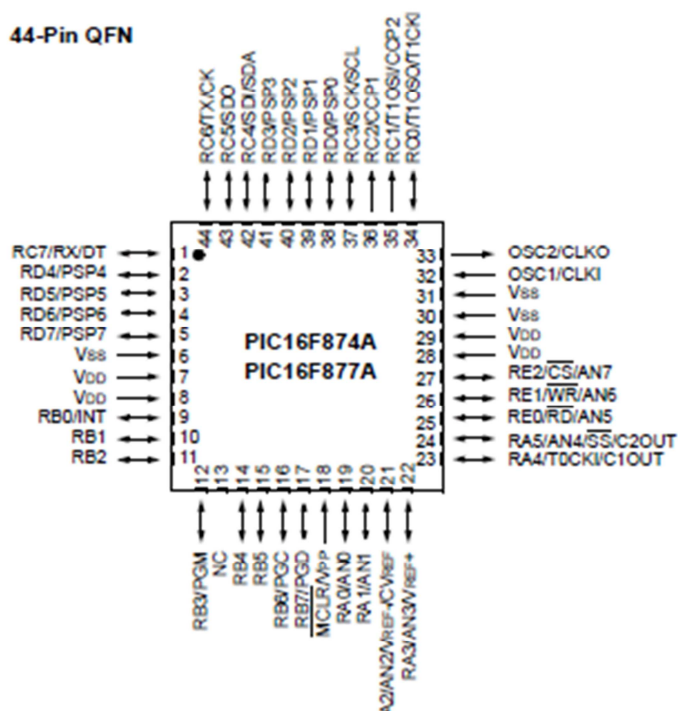 44-Pin QFN
RC6/TX/CK
RC5/SDO
RC4/SDI/SDA
RD3/PSP3
RD2/PSP2
RD1/PSP1
RD0/PSP0
RC3/SCK/SCL
RC2/CCP1
RC1/T1OSI/CCP2
RC0/T1OSO/T1CKI
44
43
42
41
40
39
38
37
36
35
34
RC7/RX/DT 1
RD4/PSP4 2
RD5/PSP5 3
RD6/PSP6 4
RD7/PSP7 5
VSS 6
VDD 7
VDD 8
RB0/INT 9
RB1 10
RB2 11
PIC16F874A
PIC16F877A
33 OSC2/CLKO
32 OSC1/CLKI
31 VSS
30 VSS
29 VDD
28 VDD
27 RE2/CS/AN7
26 RE1/WR/AN6
25 RE0/RD/AN5
24 RA5/AN4/SS/C2OUT
23 RA4/T0CKI/C1OUT
12
13
14
15
16
17
18
19
20
21
22
RB3/PGM
NC
RB4
RB5
RB6/PGC
RB7/PGD
MCLR/VPP
RA0/AN0
RA1/AN1
A2/AN2/VREF-/CVREF
RA3/AN3/VREF+